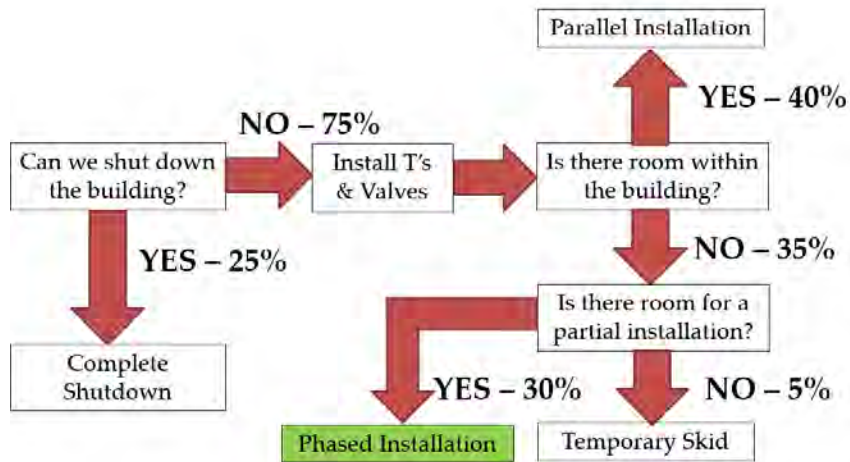 Parallel Installation
YES – 40%
NO – 75%
Can we shut down
the building?
Install T's
& Valves
Is there room within
the building?
YES – 25%
NO – 35%
Is there room for a
partial installation?
Complete
Shutdown
YES – 30%
NO – 5%
Phased Installation
Temporary Skid